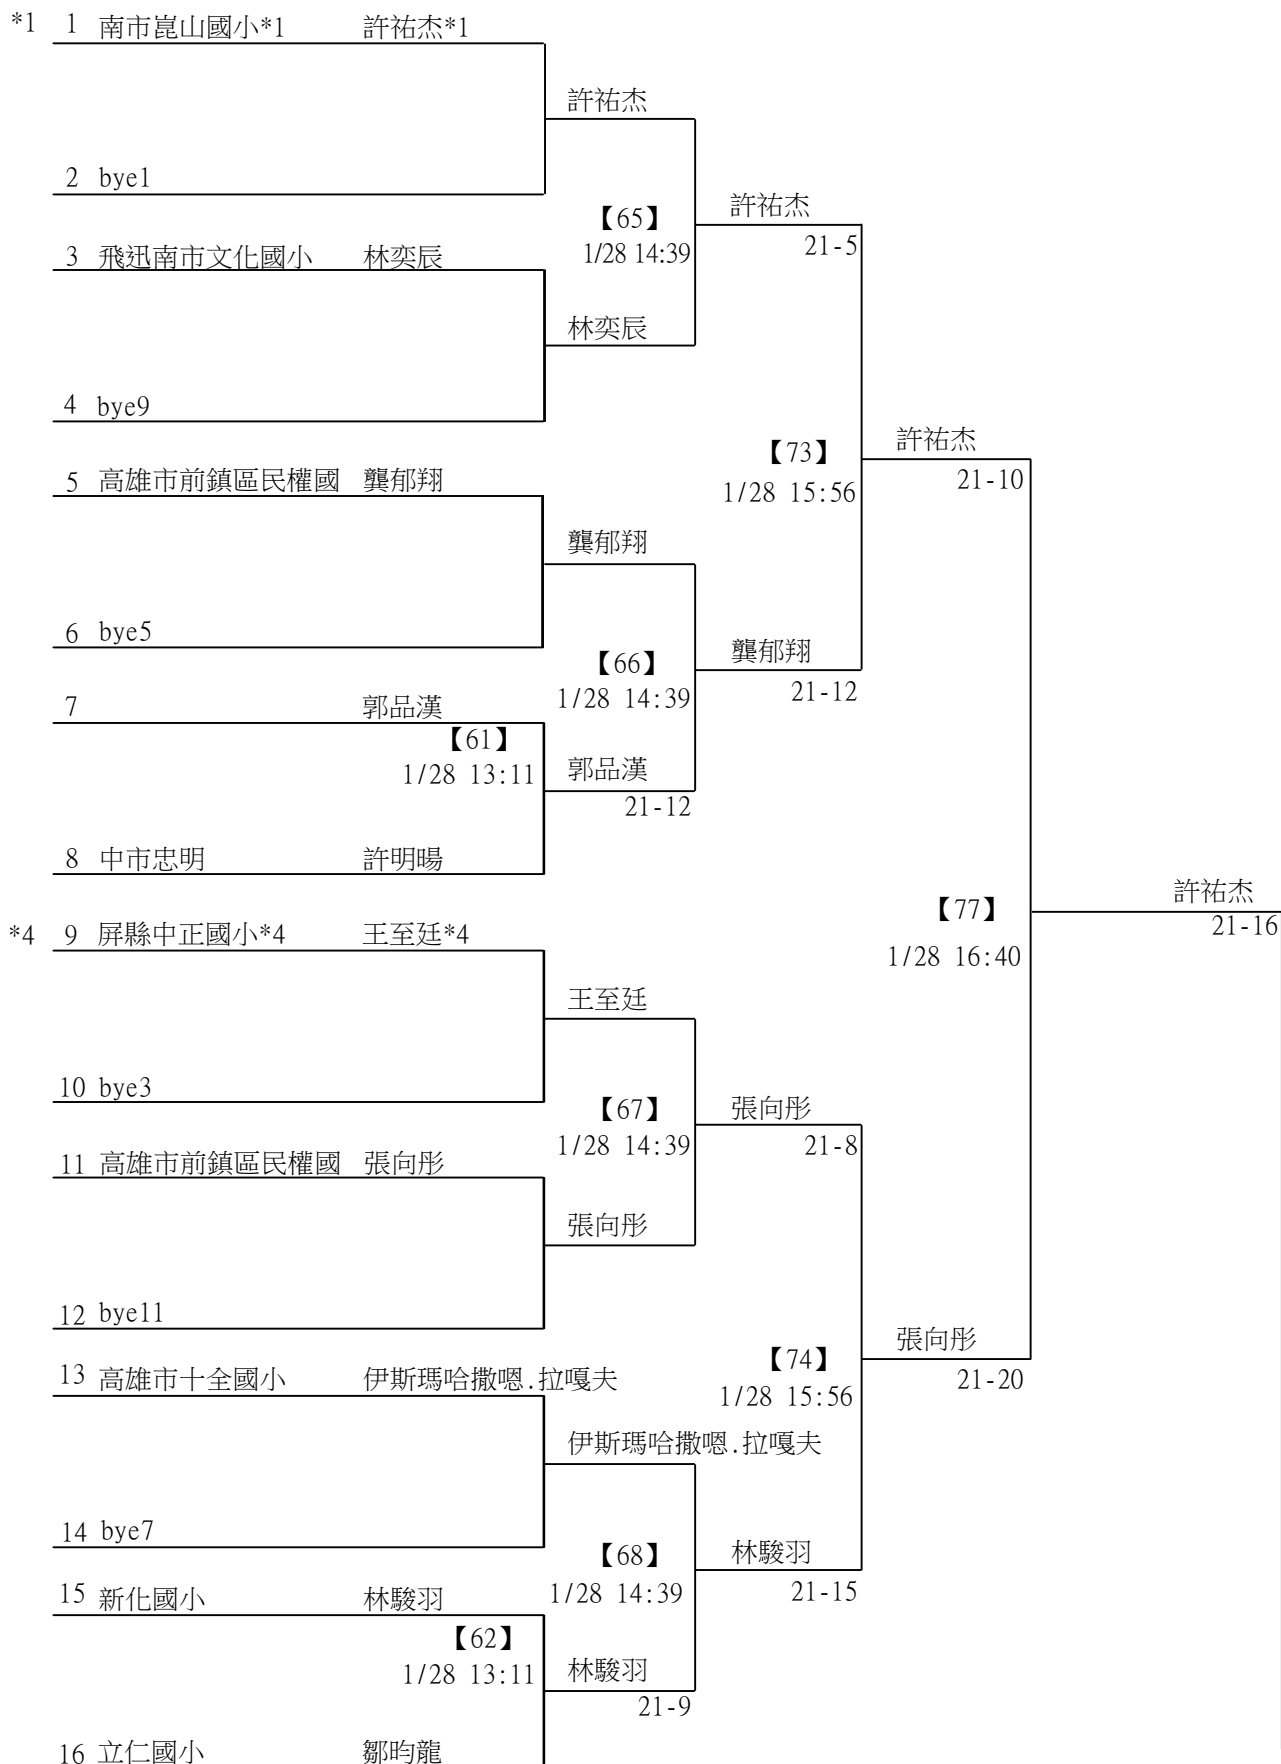 *1 1 南市崑山國小*1 許祐杰*1
許祐杰
2 bye1
【65】
1/28 14:39
許祐杰
21-5
3 飛迅南市文化國小 林奕辰
林奕辰
4 bye9
【73】
1/28 15:56
許祐杰
21-10
5 高雄市前鎮區民權國 龔郁翔
龔郁翔
6 bye5
【66】
1/28 14:39
龔郁翔
21-12
7 郭品漢
【61】
1/28 13:11
郭品漢
21-12
8 中市忠明 許明暘
【77】
1/28 16:40
許祐杰
21-16
*4 9 屏縣中正國小*4 王至廷*4
王至廷
10 bye3
【67】
1/28 14:39
張向彤
21-8
11 高雄市前鎮區民權國 張向彤
張向彤
12 bye11
13 高雄市十全國小 伊斯瑪哈撒嗯.拉嘎夫
【74】
1/28 15:56
張向彤
21-20
伊斯瑪哈撒嗯.拉嘎夫
14 bye7
【68】
1/28 14:39
林駿羽
21-15
15 新化國小 林駿羽
【62】
1/28 13:11
林駿羽
21-9
16 立仁國小 鄒昀龍